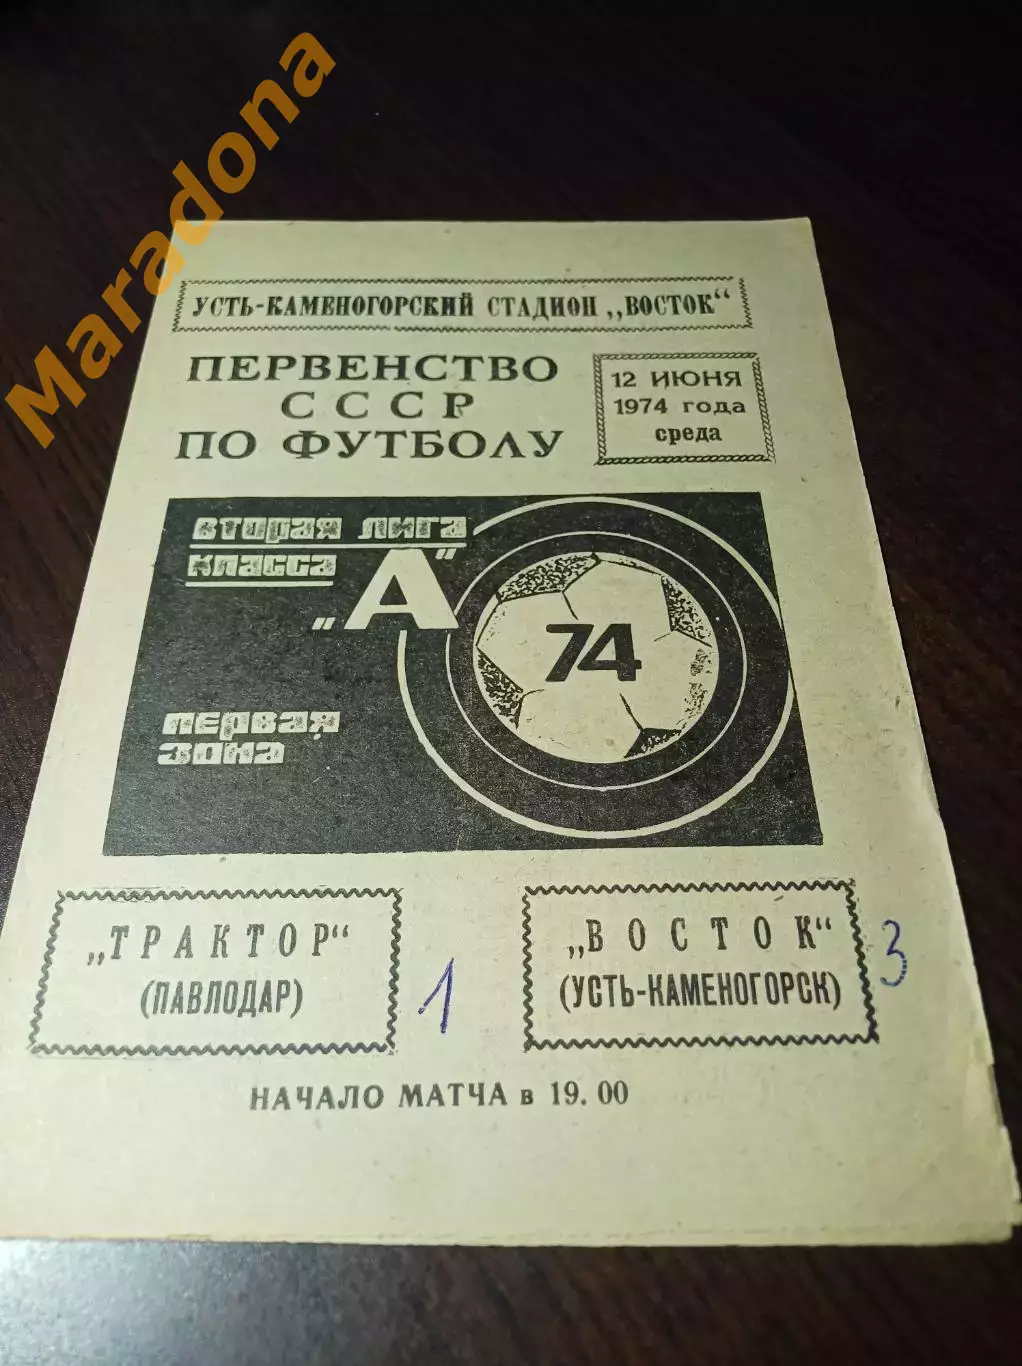 Maradona
УСТЬ-КАМЕНОГОРСКИЙ СТАДИОН „ВОСТОК“
ПЕРВЕНСТВО
СССР
ПО ФУТБОЛУ
12 ИЮНЯ
1974 года
среда
вторая лига
класса
„А“
74
первая
зона
„ТРАКТОР“
(ПАВЛОДАР)
1
„ВОСТОК“
(УСТЬ-КАМЕНОГОРСК)
3
НАЧАЛО МАТЧА в 19.00